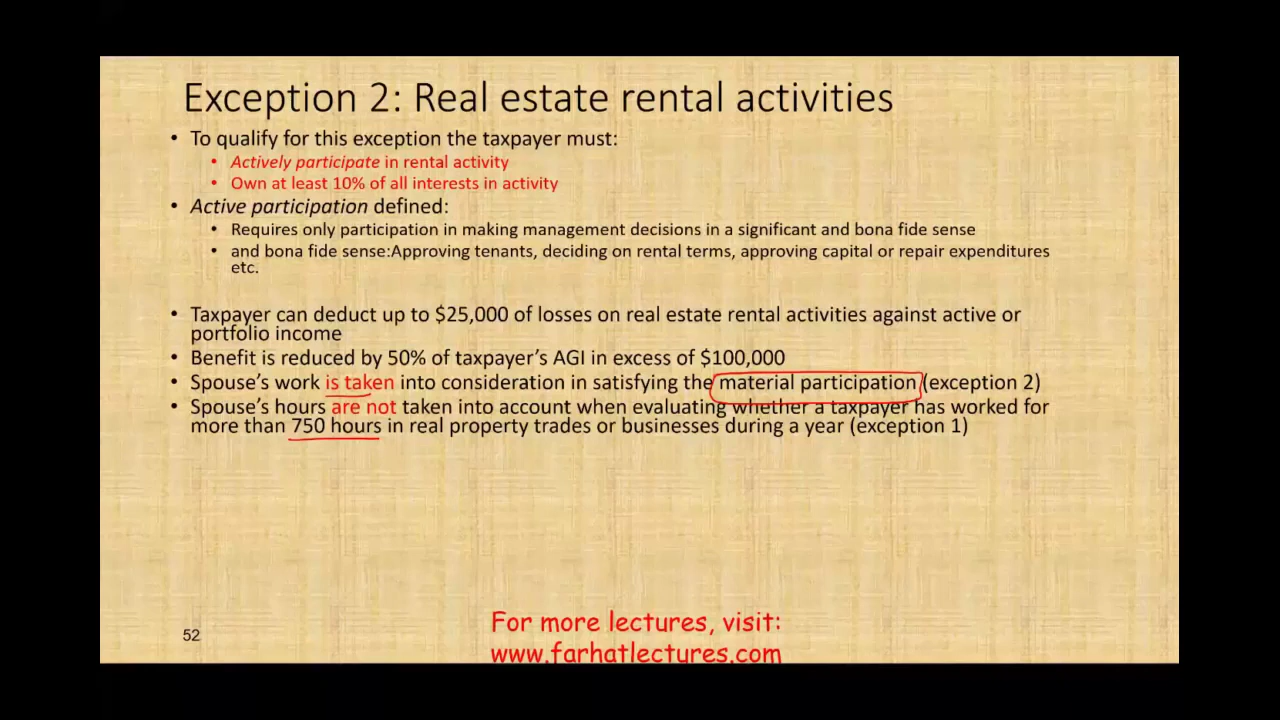 Exception 2: Real estate rental activities
• To qualify for this exception the taxpayer must:
• Actively participate in rental activity
• Own at least 10% of all interests in activity
• Active participation defined:
• Requires only participation in making management decisions in a significant and bona fide sense
• and bona fide sense:Approving tenants, deciding on rental terms, approving capital or repair expenditures
etc.
• Taxpayer can deduct up to $25,000 of losses on real estate rental activities against active or
portfolio income
• Benefit is reduced by 50% of taxpayer's AGI in excess of $100,000
• Spouse's work is taken into consideration in satisfying the material participation (exception 2)
• Spouse's hours are not taken into account when evaluating whether a taxpayer has worked for
more than 750 hours in real property trades or businesses during a year (exception 1)
52
For more lectures, visit:
www.farhatlectures.com